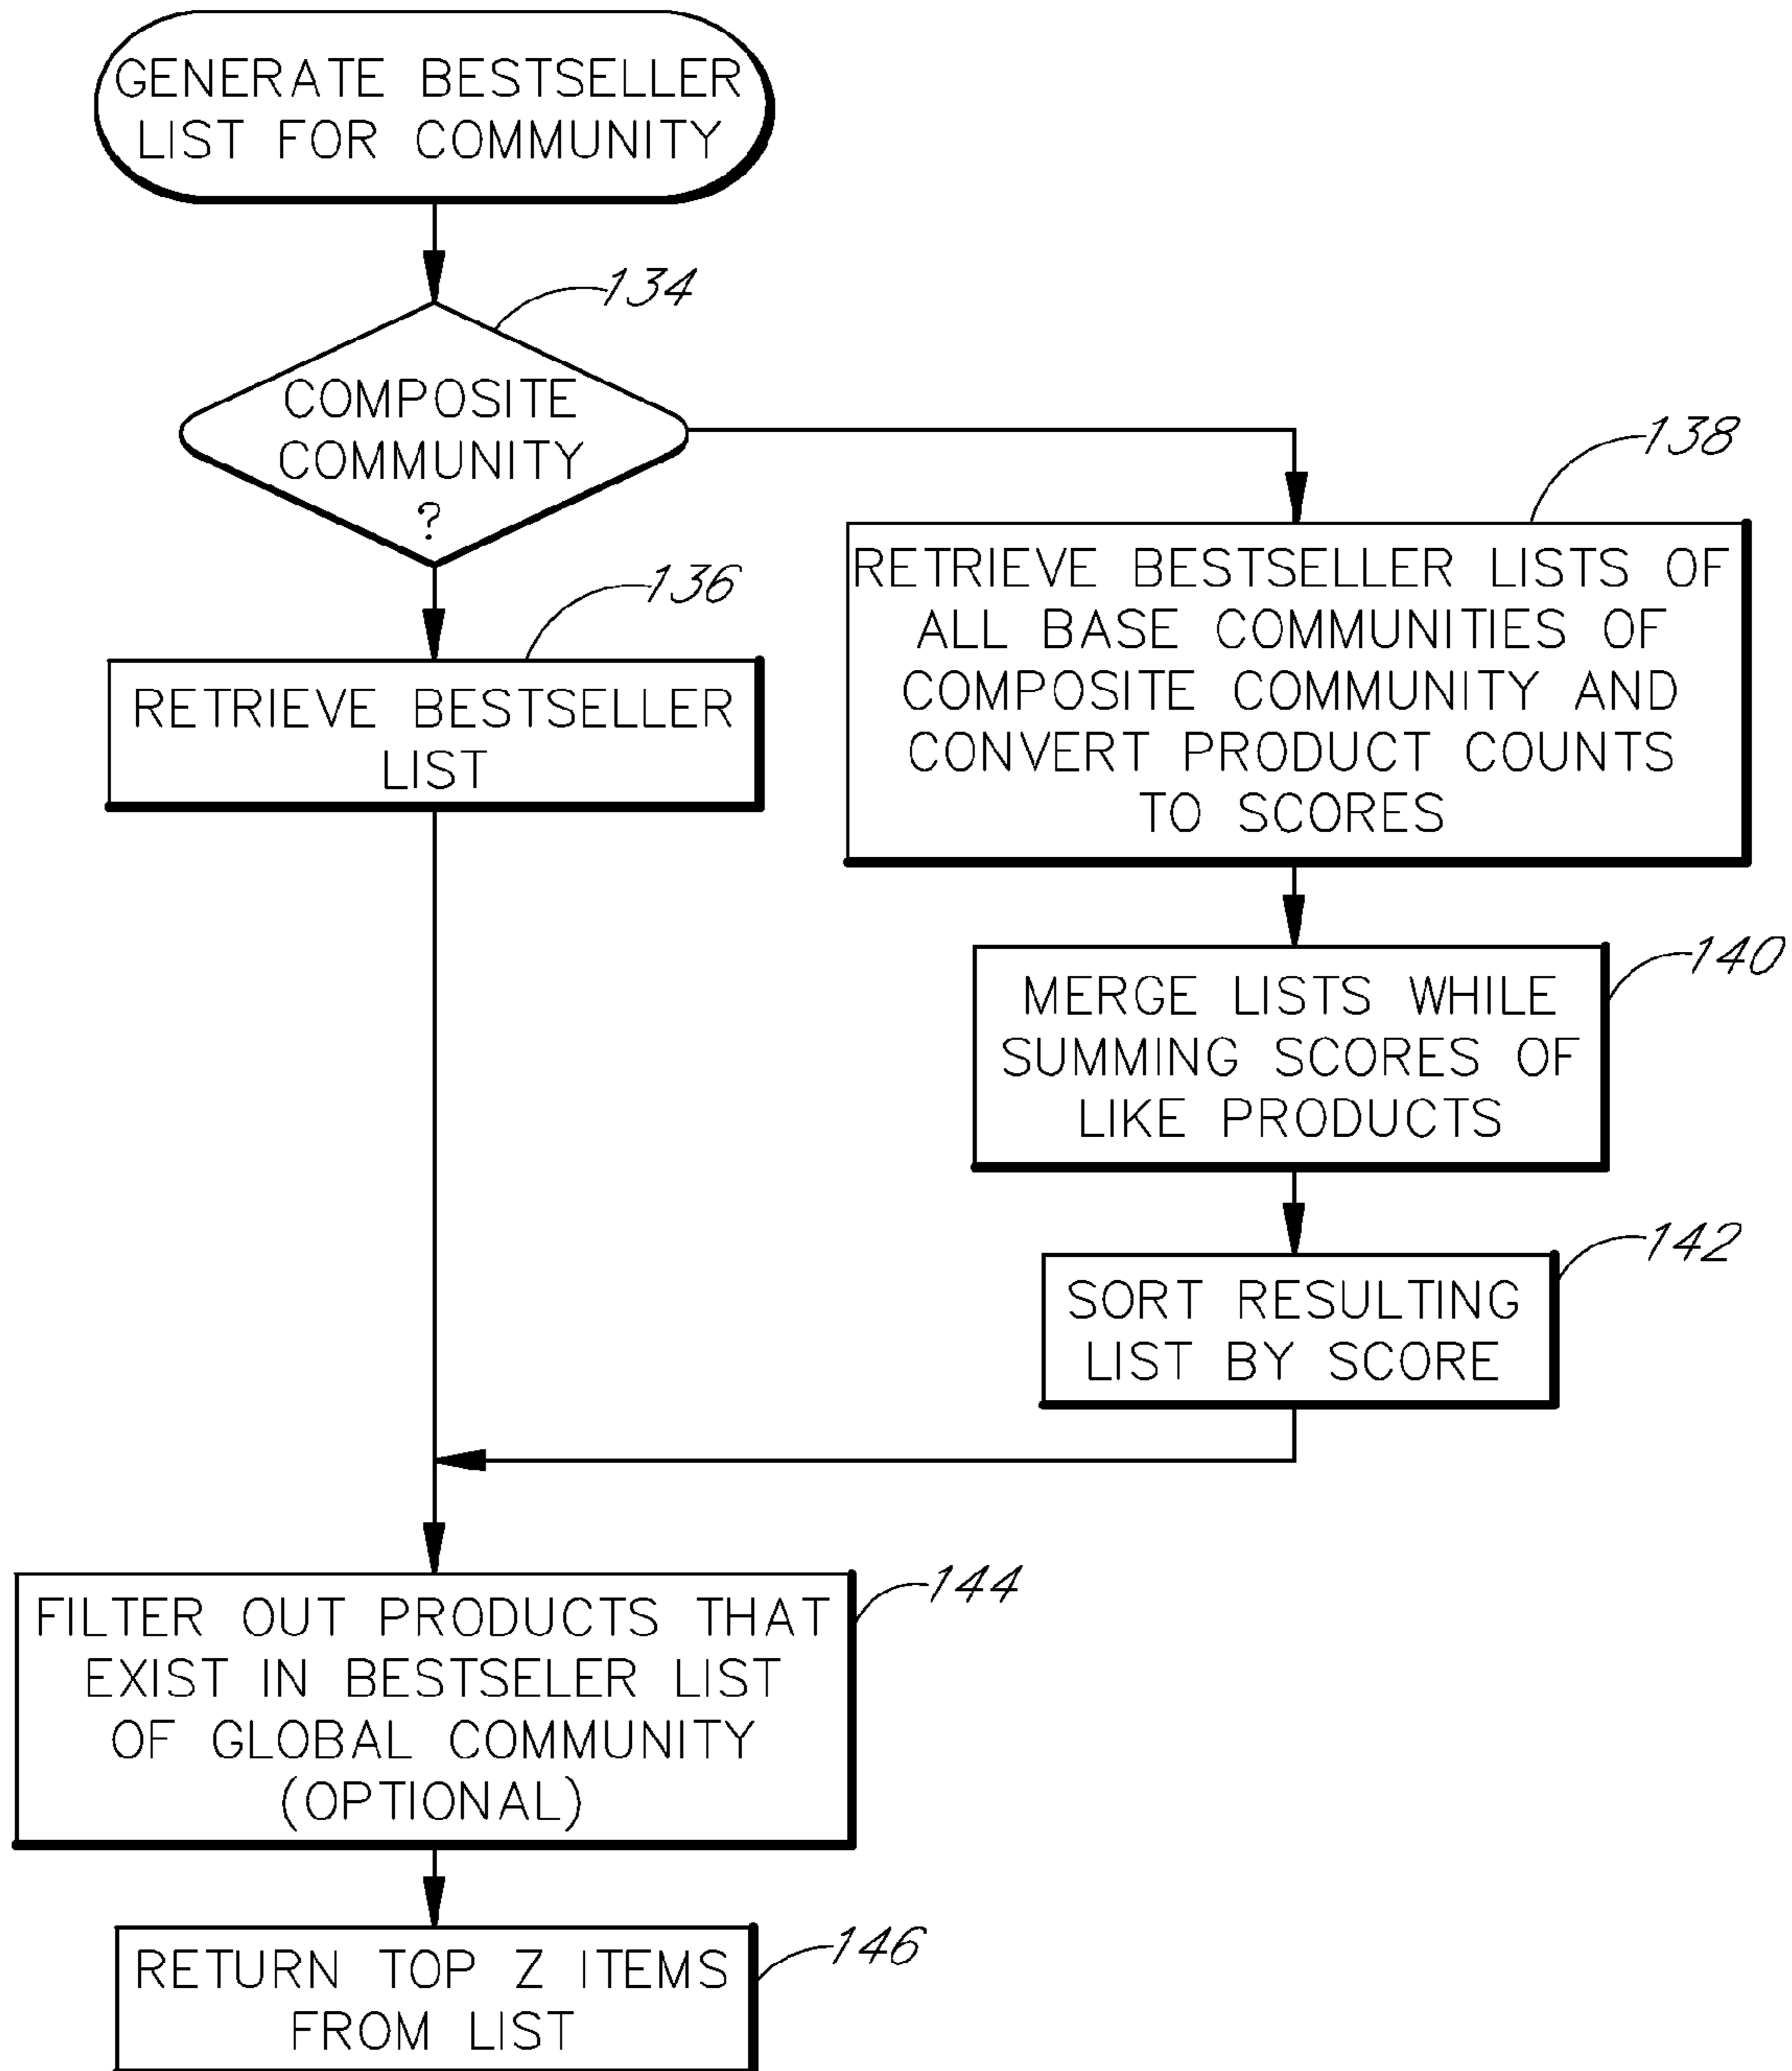 GENERATE BESTSELLER
LIST FOR COMMUNITY
134
COMPOSITE
COMMUNITY
?
136
RETRIEVE BESTSELLER
LIST
138
RETRIEVE BESTSELLER LISTS OF
ALL BASE COMMUNITIES OF
COMPOSITE COMMUNITY AND
CONVERT PRODUCT COUNTS
TO SCORES
140
MERGE LISTS WHILE
SUMMING SCORES OF
LIKE PRODUCTS
142
SORT RESULTING
LIST BY SCORE
144
FILTER OUT PRODUCTS THAT
EXIST IN BESTSELER LIST
OF GLOBAL COMMUNITY
(OPTIONAL)
146
RETURN TOP Z ITEMS
FROM LIST